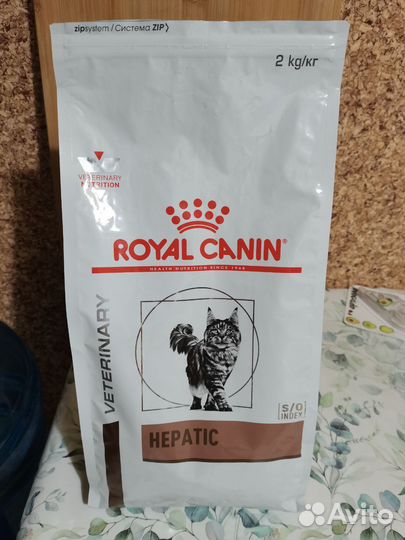 zipsystem / Система ZIP
2 kg/кг
VETERINARY
NUTRITION
ROYAL CANIN®
HEALTH NUTRITION SINCE 1968
VETERINARY
S/O
INDEX
HEPATIC
Avito